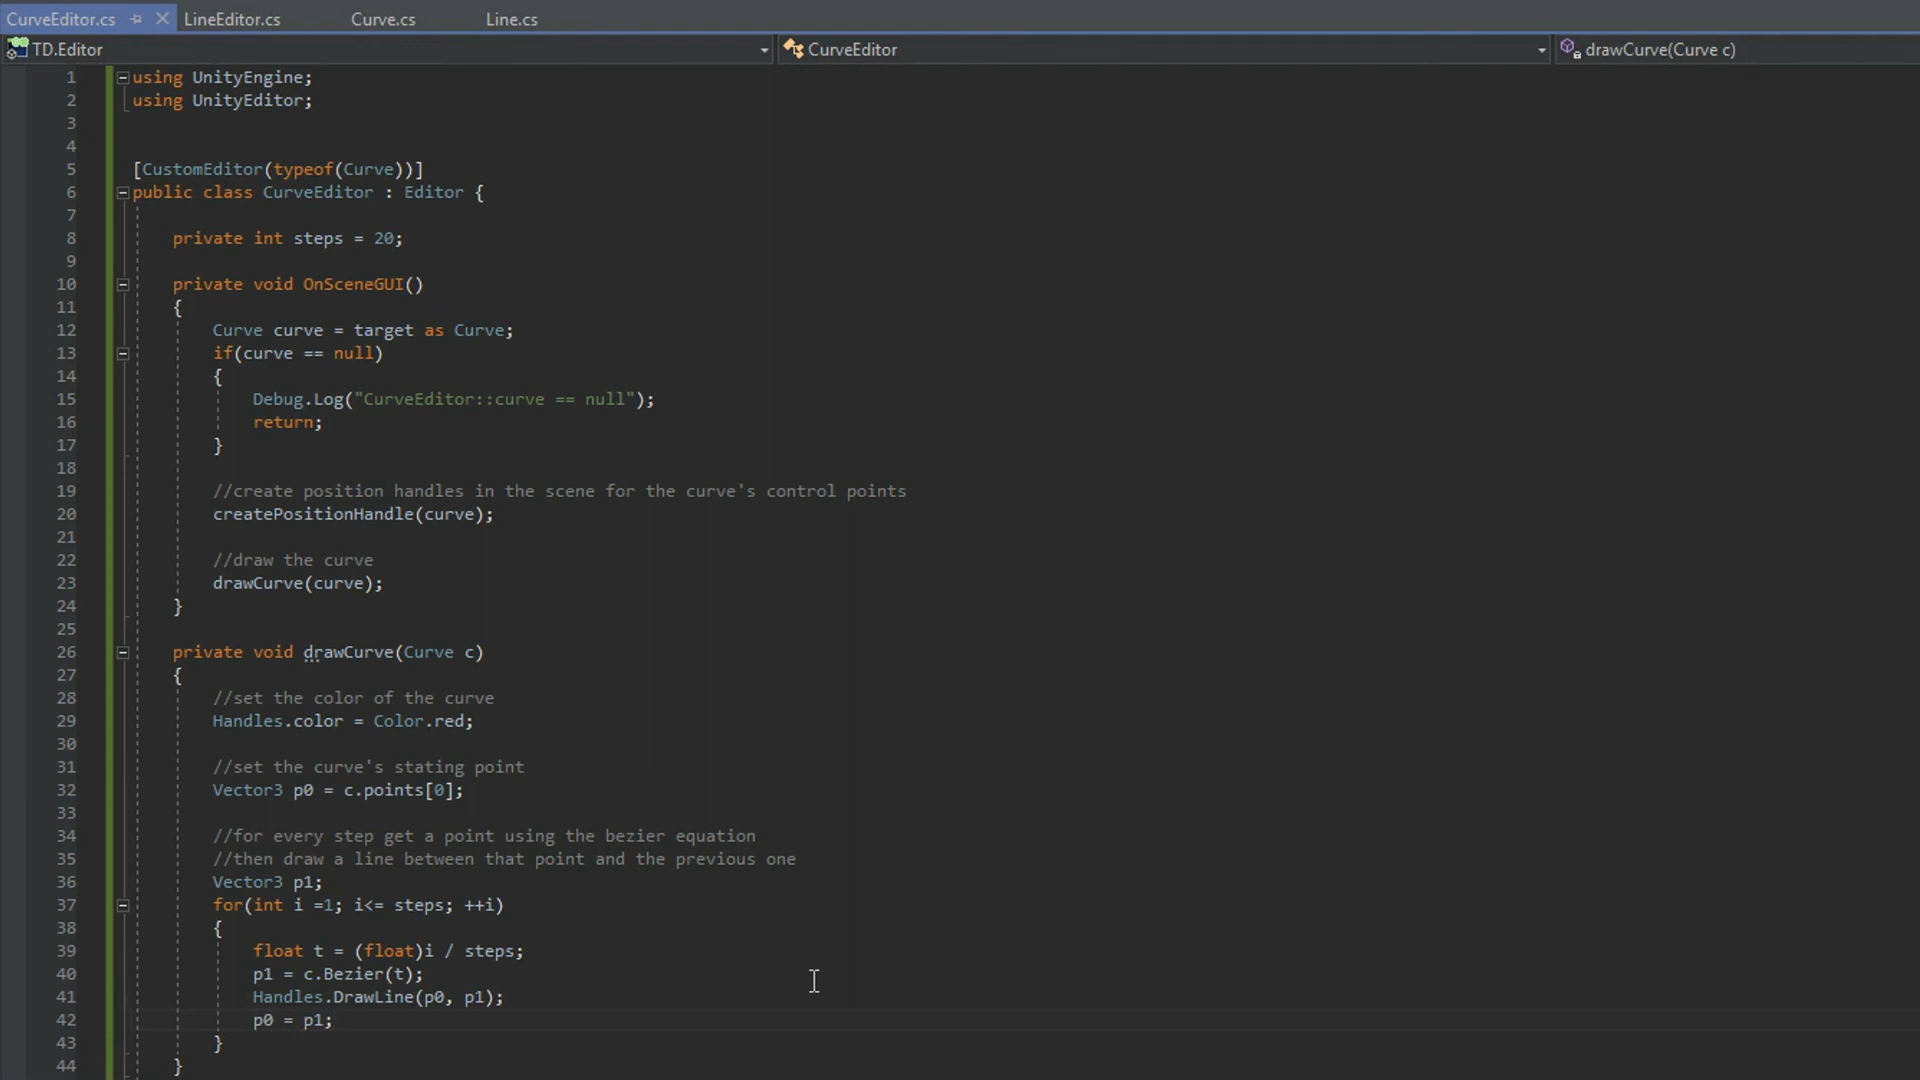 CurveEditor.cs LineEditor.cs Curve.cs Line.cs
TD.Editor CurveEditor drawCurve(Curve c)
1 using UnityEngine;
2 using UnityEditor;
3
4
5 [CustomEditor(typeof(Curve))]
6 public class CurveEditor : Editor {
7
8 private int steps = 20;
9
10 private void OnSceneGUI()
11 {
12 Curve curve = target as Curve;
13 if(curve == null)
14 {
15 Debug.Log("CurveEditor::curve == null");
16 return;
17 }
18
19 //create position handles in the scene for the curve's control points
20 createPositionHandle(curve);
21
22 //draw the curve
23 drawCurve(curve);
24 }
25
26 private void drawCurve(Curve c)
27 {
28 //set the color of the curve
29 Handles.color = Color.red;
30
31 //set the curve's stating point
32 Vector3 p0 = c.points[0];
33
34 //for every step get a point using the bezier equation
35 //then draw a line between that point and the previous one
36 Vector3 p1;
37 for(int i =1; i<= steps; ++i)
38 {
39 float t = (float)i / steps;
40 p1 = c.Bezier(t);
41 Handles.DrawLine(p0, p1);
42 p0 = p1;
43 }
44 }